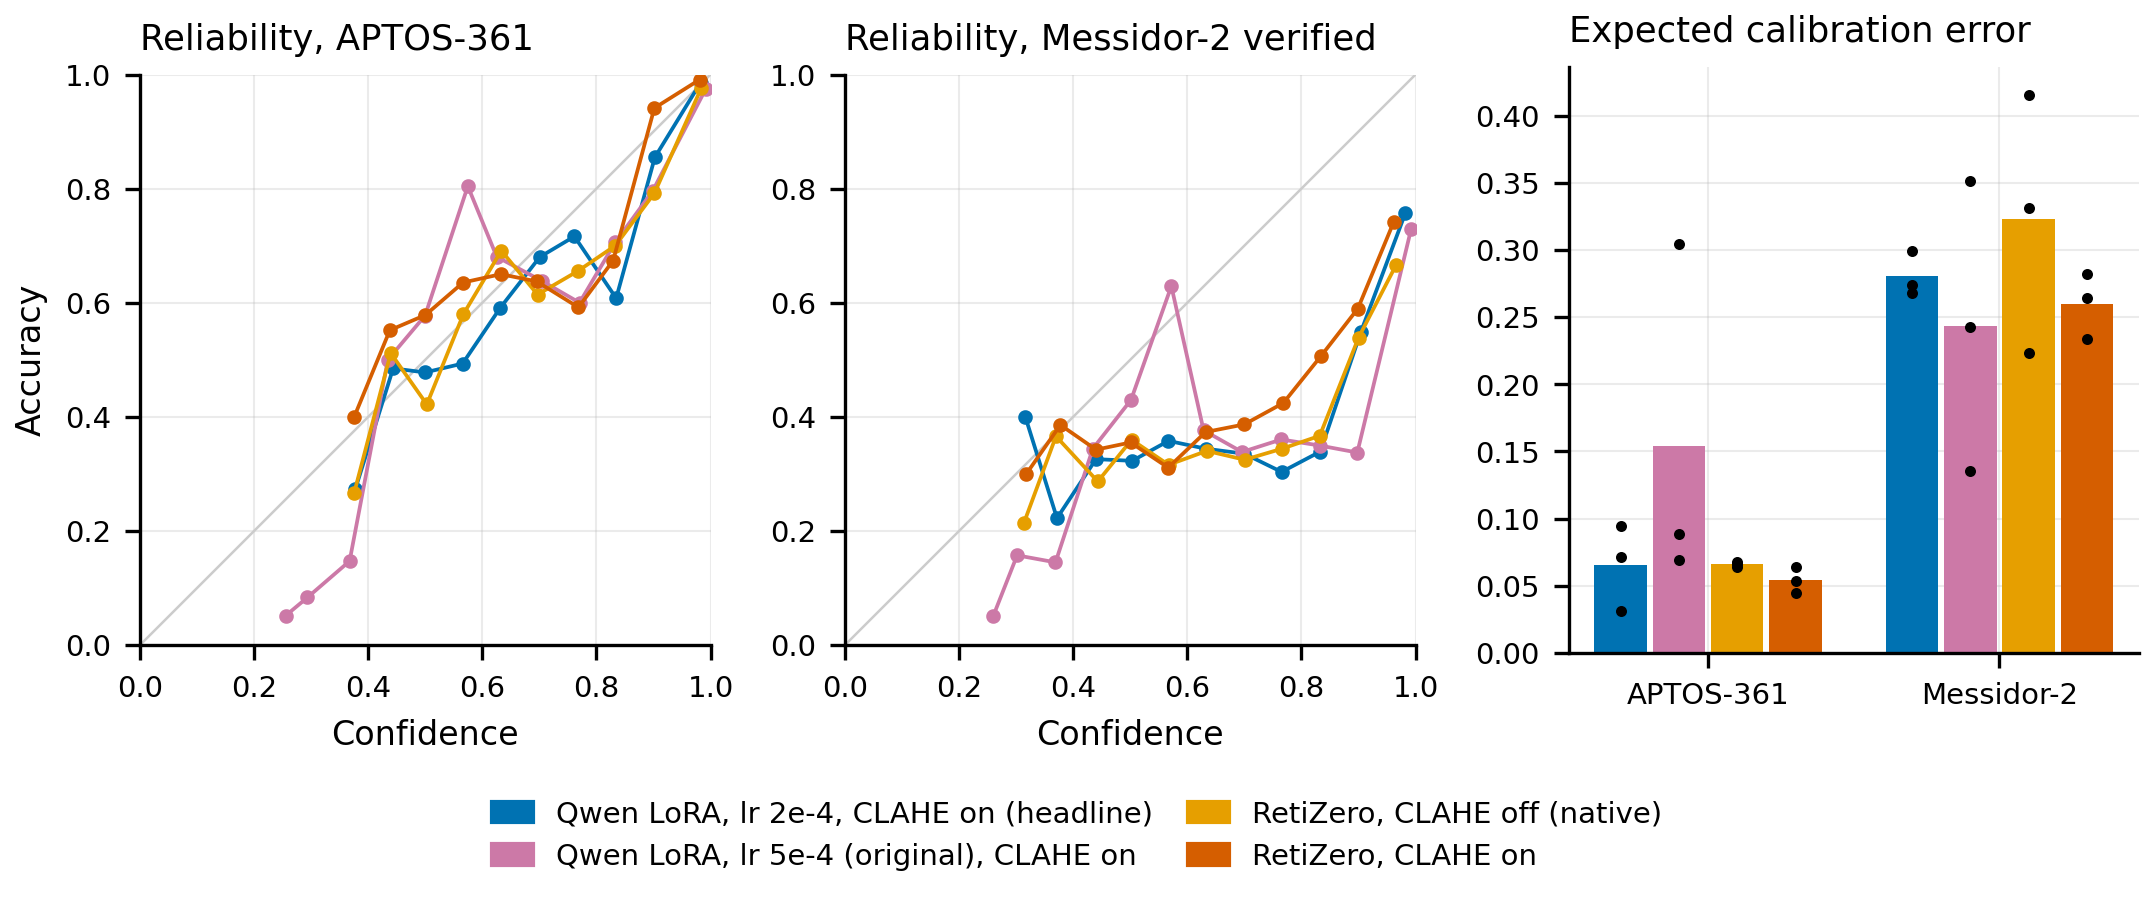 Reliability, APTOS-361
Accuracy
1.0
0.8
0.6
0.4
0.2
0.0
0.0 0.2 0.4 0.6 0.8 1.0
Confidence
Reliability, Messidor-2 verified
1.0
0.8
0.6
0.4
0.2
0.0
0.0 0.2 0.4 0.6 0.8 1.0
Confidence
Expected calibration error
0.40
0.35
0.30
0.25
0.20
0.15
0.10
0.05
0.00
APTOS-361 Messidor-2
Qwen LoRA, lr 2e-4, CLAHE on (headline)
Qwen LoRA, lr 5e-4 (original), CLAHE on
RetiZero, CLAHE off (native)
RetiZero, CLAHE on